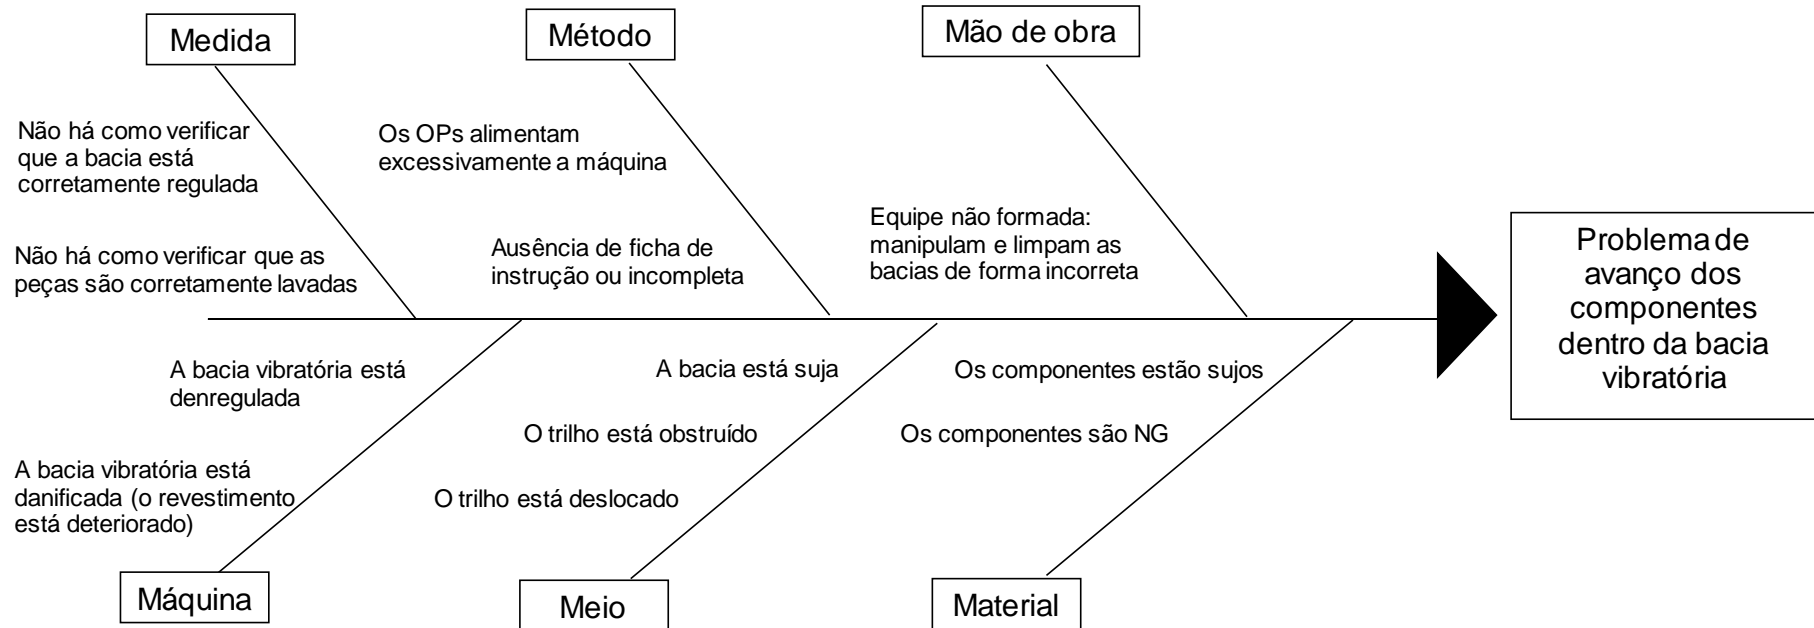 Medida
Método
Mão de obra
Não há como verificar
que a bacia está
corretamente regulada
Os OPs alimentam
excessivamente a máquina
Não há como verificar que as
peças são corretamente lavadas
Ausência de ficha de
instrução ou incompleta
Equipe não formada:
manipulam e limpam as
bacias de forma incorreta
Problema de
avanço dos
componentes
dentro da bacia
vibratória
A bacia vibratória está
denregulada
A bacia vibratória está
danificada (o revestimento
está deteriorado)
A bacia está suja
O trilho está obstruído
O trilho está deslocado
Os componentes estão sujos
Os componentes são NG
Máquina
Meio
Material